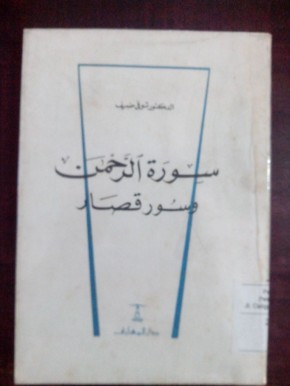 الدكتور شوقي ضيف
سورة الرحمن
وسور قصار
دار المعارف